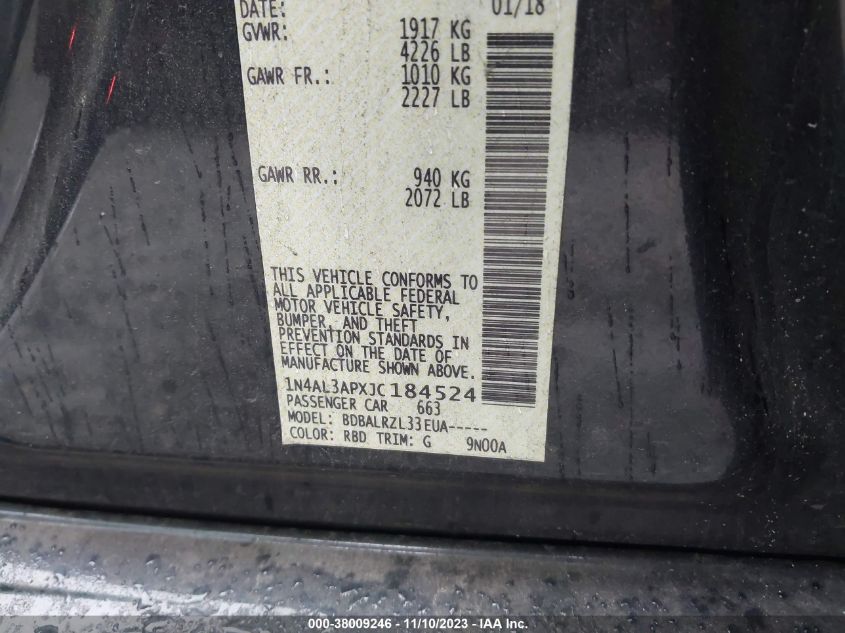 DATE: 01/18
GVWR: 1917 KG
4226 LB
GAWR FR.: 1010 KG
2227 LB
GAWR RR.: 940 KG
2072 LB
THIS VEHICLE CONFORMS TO
ALL APPLICABLE FEDERAL
MOTOR VEHICLE SAFETY,
BUMPER, AND THEFT
PREVENTION STANDARDS IN
EFFECT ON THE DATE OF
MANUFACTURE SHOWN ABOVE.
1N4AL3APXJC184524
PASSENGER CAR 663
MODEL: BDBALRZL33EUA-----
COLOR: RBD TRIM: G 9N00A
000-38009246 - 11/10/2023 - IAA Inc.